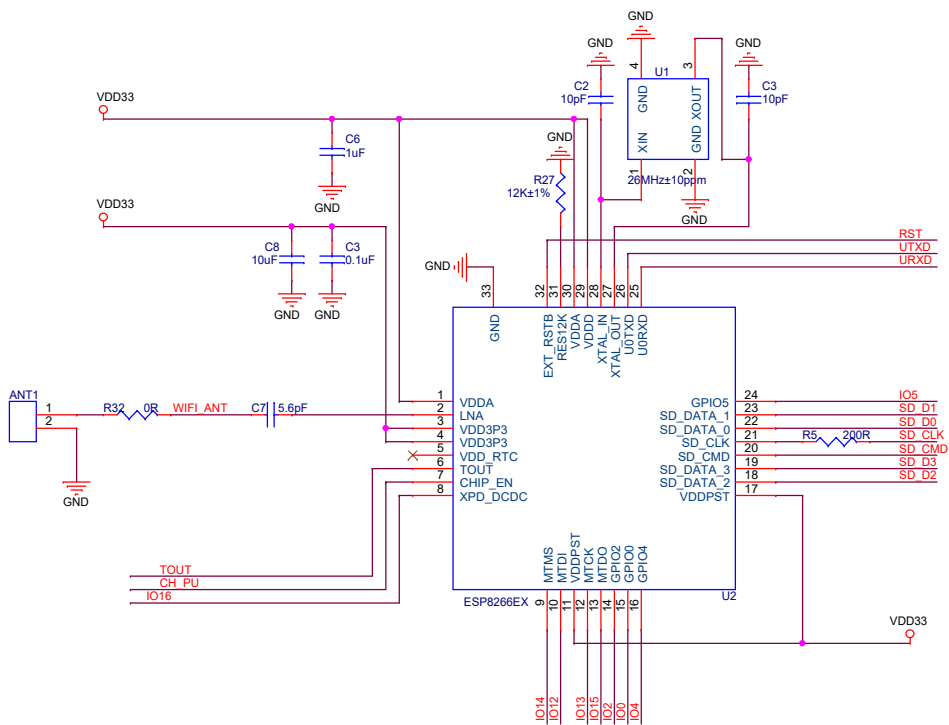 GND
GND
GND
4
3
U1
C2
10pF
C3
10pF
GND
XOUT
XIN
GND
1
2
26MHz±10ppm
GND
VDD33
C6
1uF
GND
GND
R27
12K±1%
VDD33
C8
10uF
C3
0.1uF
GND
GND
GND
RST
UTXD
URXD
33
32
31
30
29
28
27
26
25
GND
EXT_RSTB
RES12K
VDDA
VDDD
XTAL_IN
XTAL_OUT
U0TXD
U0RXD
ANT1
1
2
R32
0R
WIFI_ANT
C7
5.6pF
GND
1
VDDA
2
LNA
3
VDD3P3
4
VDD3P3
5
VDD_RTC
6
TOUT
7
CHIP_EN
8
XPD_DCDC
GPIO5
24
IO5
SD_DATA_1
23
SD_D1
SD_DATA_0
22
SD_D0
SD_CLK
21
R5
200R
SD_CLK
SD_CMD
20
SD_CMD
SD_DATA_3
19
SD_D3
SD_DATA_2
18
SD_D2
VDDPST
17
TOUT
CH_PU
IO16
MTMS
MTDI
VDDPST
MTCK
MTDO
GPIO2
GPIO0
GPIO4
ESP8266EX
U2
9
10
11
12
13
14
15
16
VDD33
IO14
IO12
IO13
IO15
IO2
IO0
IO4